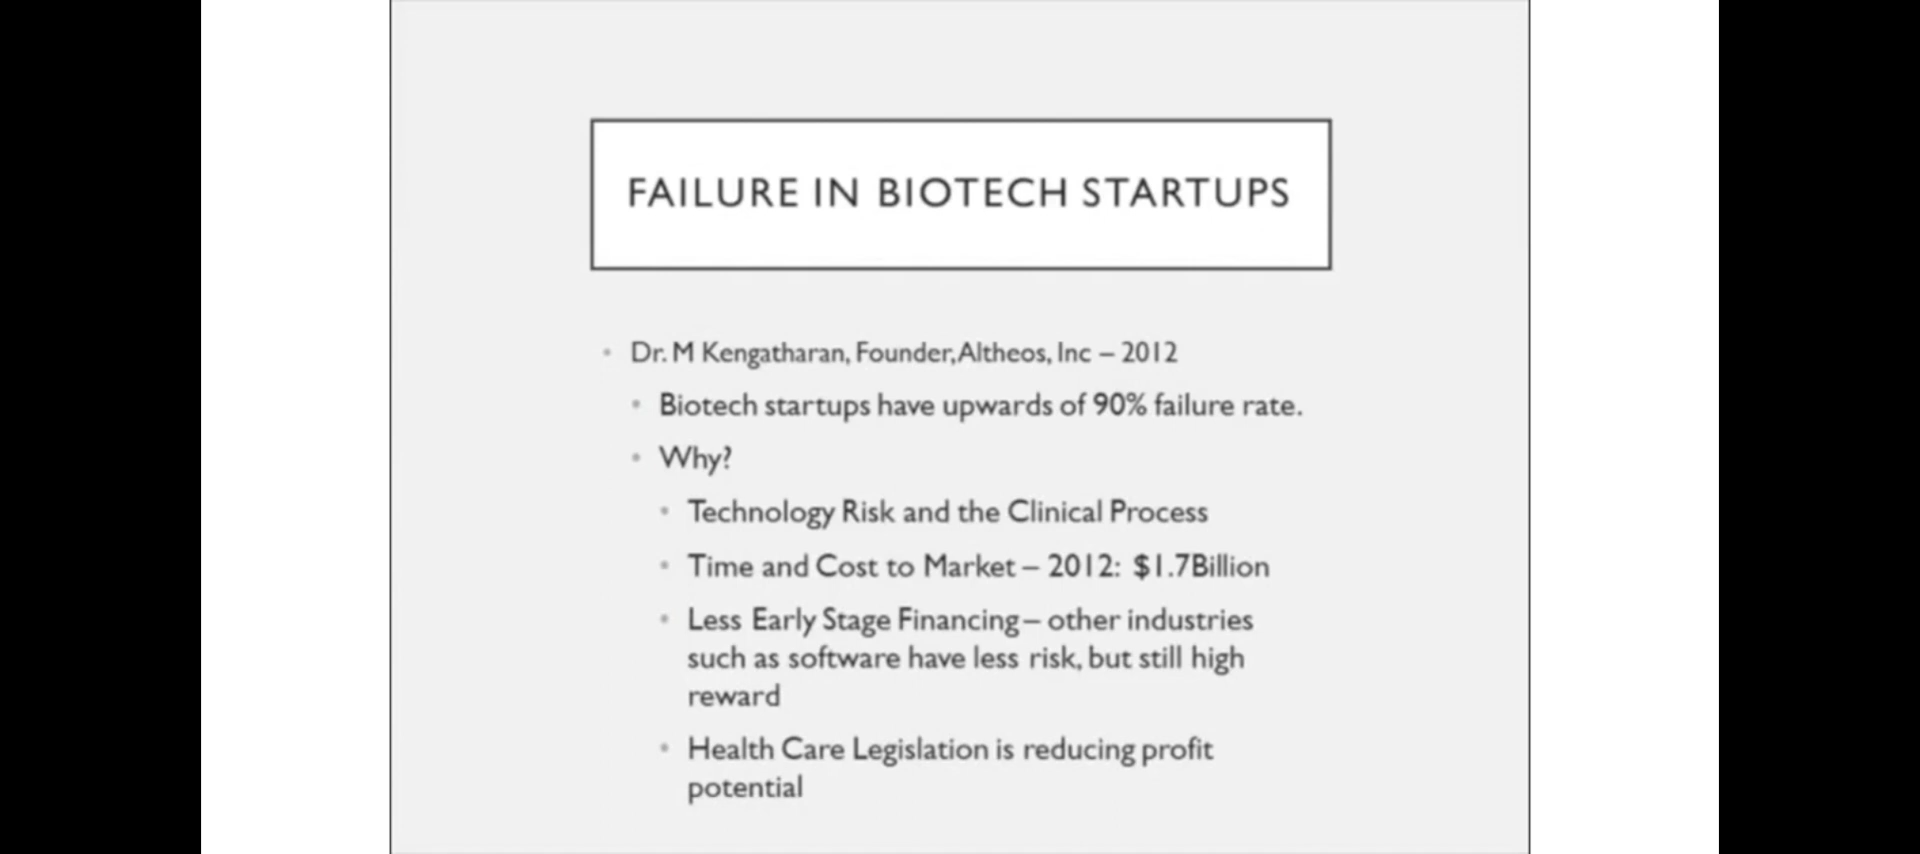 FAILURE IN BIOTECH STARTUPS
• Dr. M Kengatharan, Founder, Altheos, Inc – 2012
• Biotech startups have upwards of 90% failure rate.
• Why?
• Technology Risk and the Clinical Process
• Time and Cost to Market – 2012: $1.7Billion
• Less Early Stage Financing – other industries
such as software have less risk, but still high
reward
• Health Care Legislation is reducing profit
potential